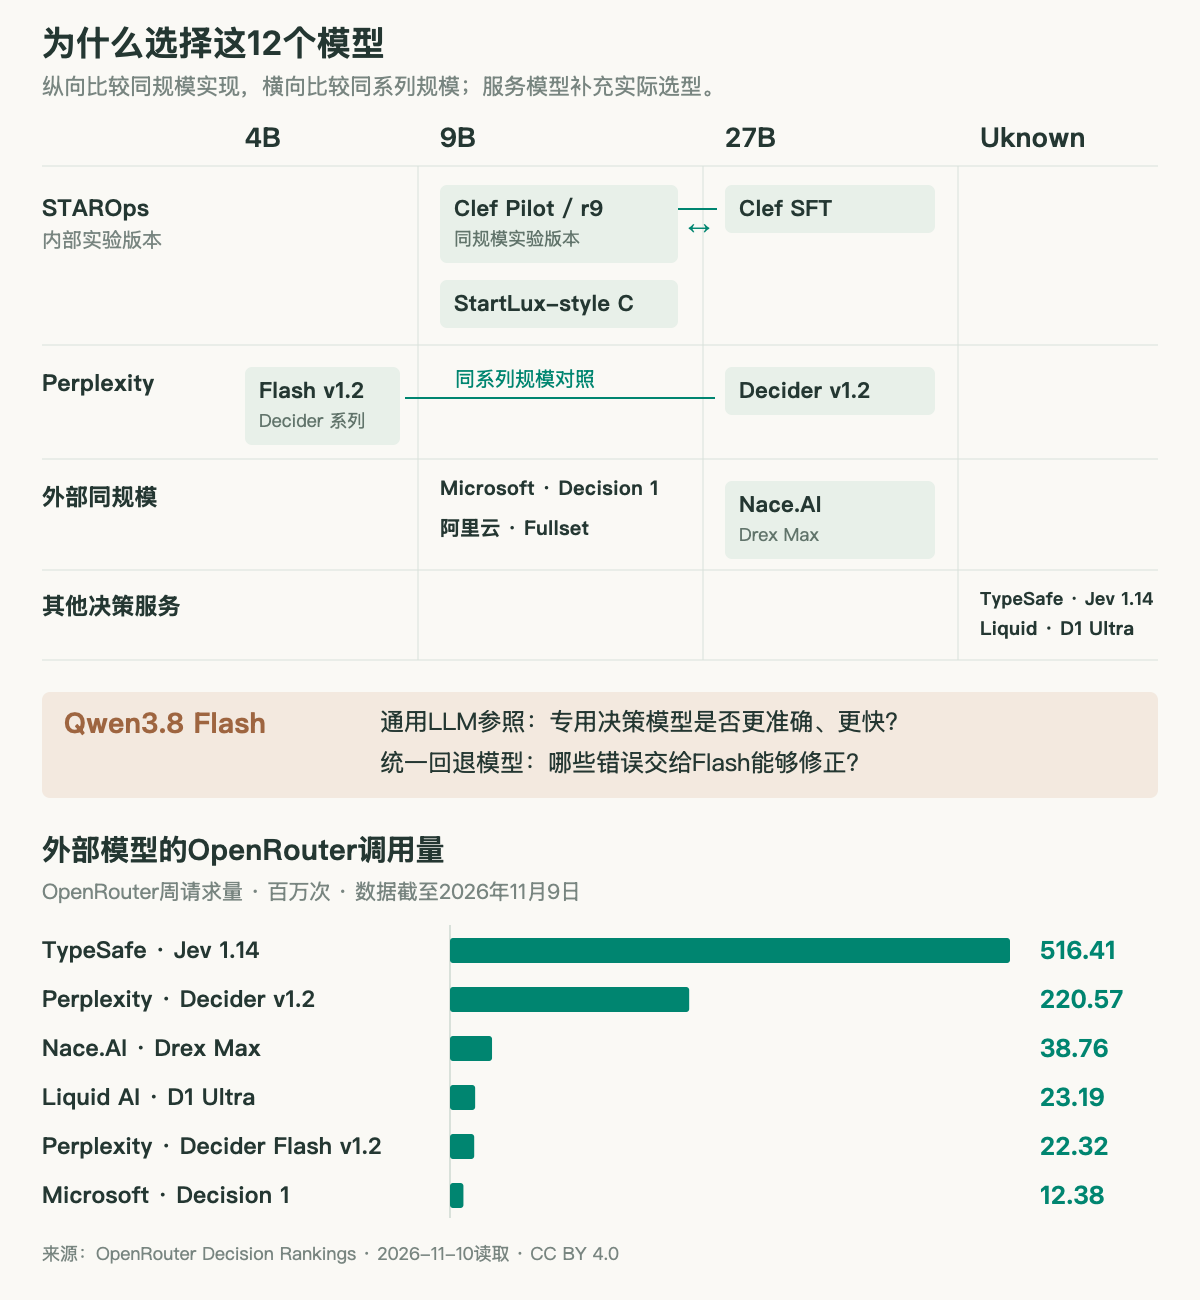 为什么选择这12个模型
纵向比较同规模实现，横向比较同系列规模；服务模型补充实际选型。
4B 9B 27B Uknown
STAROps
内部实验版本
Clef Pilot / r9
同规模实验版本
↔
Clef SFT
StartLux-style C
Perplexity
Flash v1.2
Decider 系列
同系列规模对照
Decider v1.2
外部同规模
Microsoft · Decision 1
阿里云 · Fullset
Nace.AI
Drex Max
其他决策服务
TypeSafe · Jev 1.14
Liquid · D1 Ultra
Qwen3.8 Flash
通用LLM参照：专用决策模型是否更准确、更快？
统一回退模型：哪些错误交给Flash能够修正？
外部模型的OpenRouter调用量
OpenRouter周请求量 · 百万次 · 数据截至2026年11月9日
TypeSafe · Jev 1.14 516.41
Perplexity · Decider v1.2 220.57
Nace.AI · Drex Max 38.76
Liquid AI · D1 Ultra 23.19
Perplexity · Decider Flash v1.2 22.32
Microsoft · Decision 1 12.38
来源：OpenRouter Decision Rankings · 2026-11-10读取 · CC BY 4.0